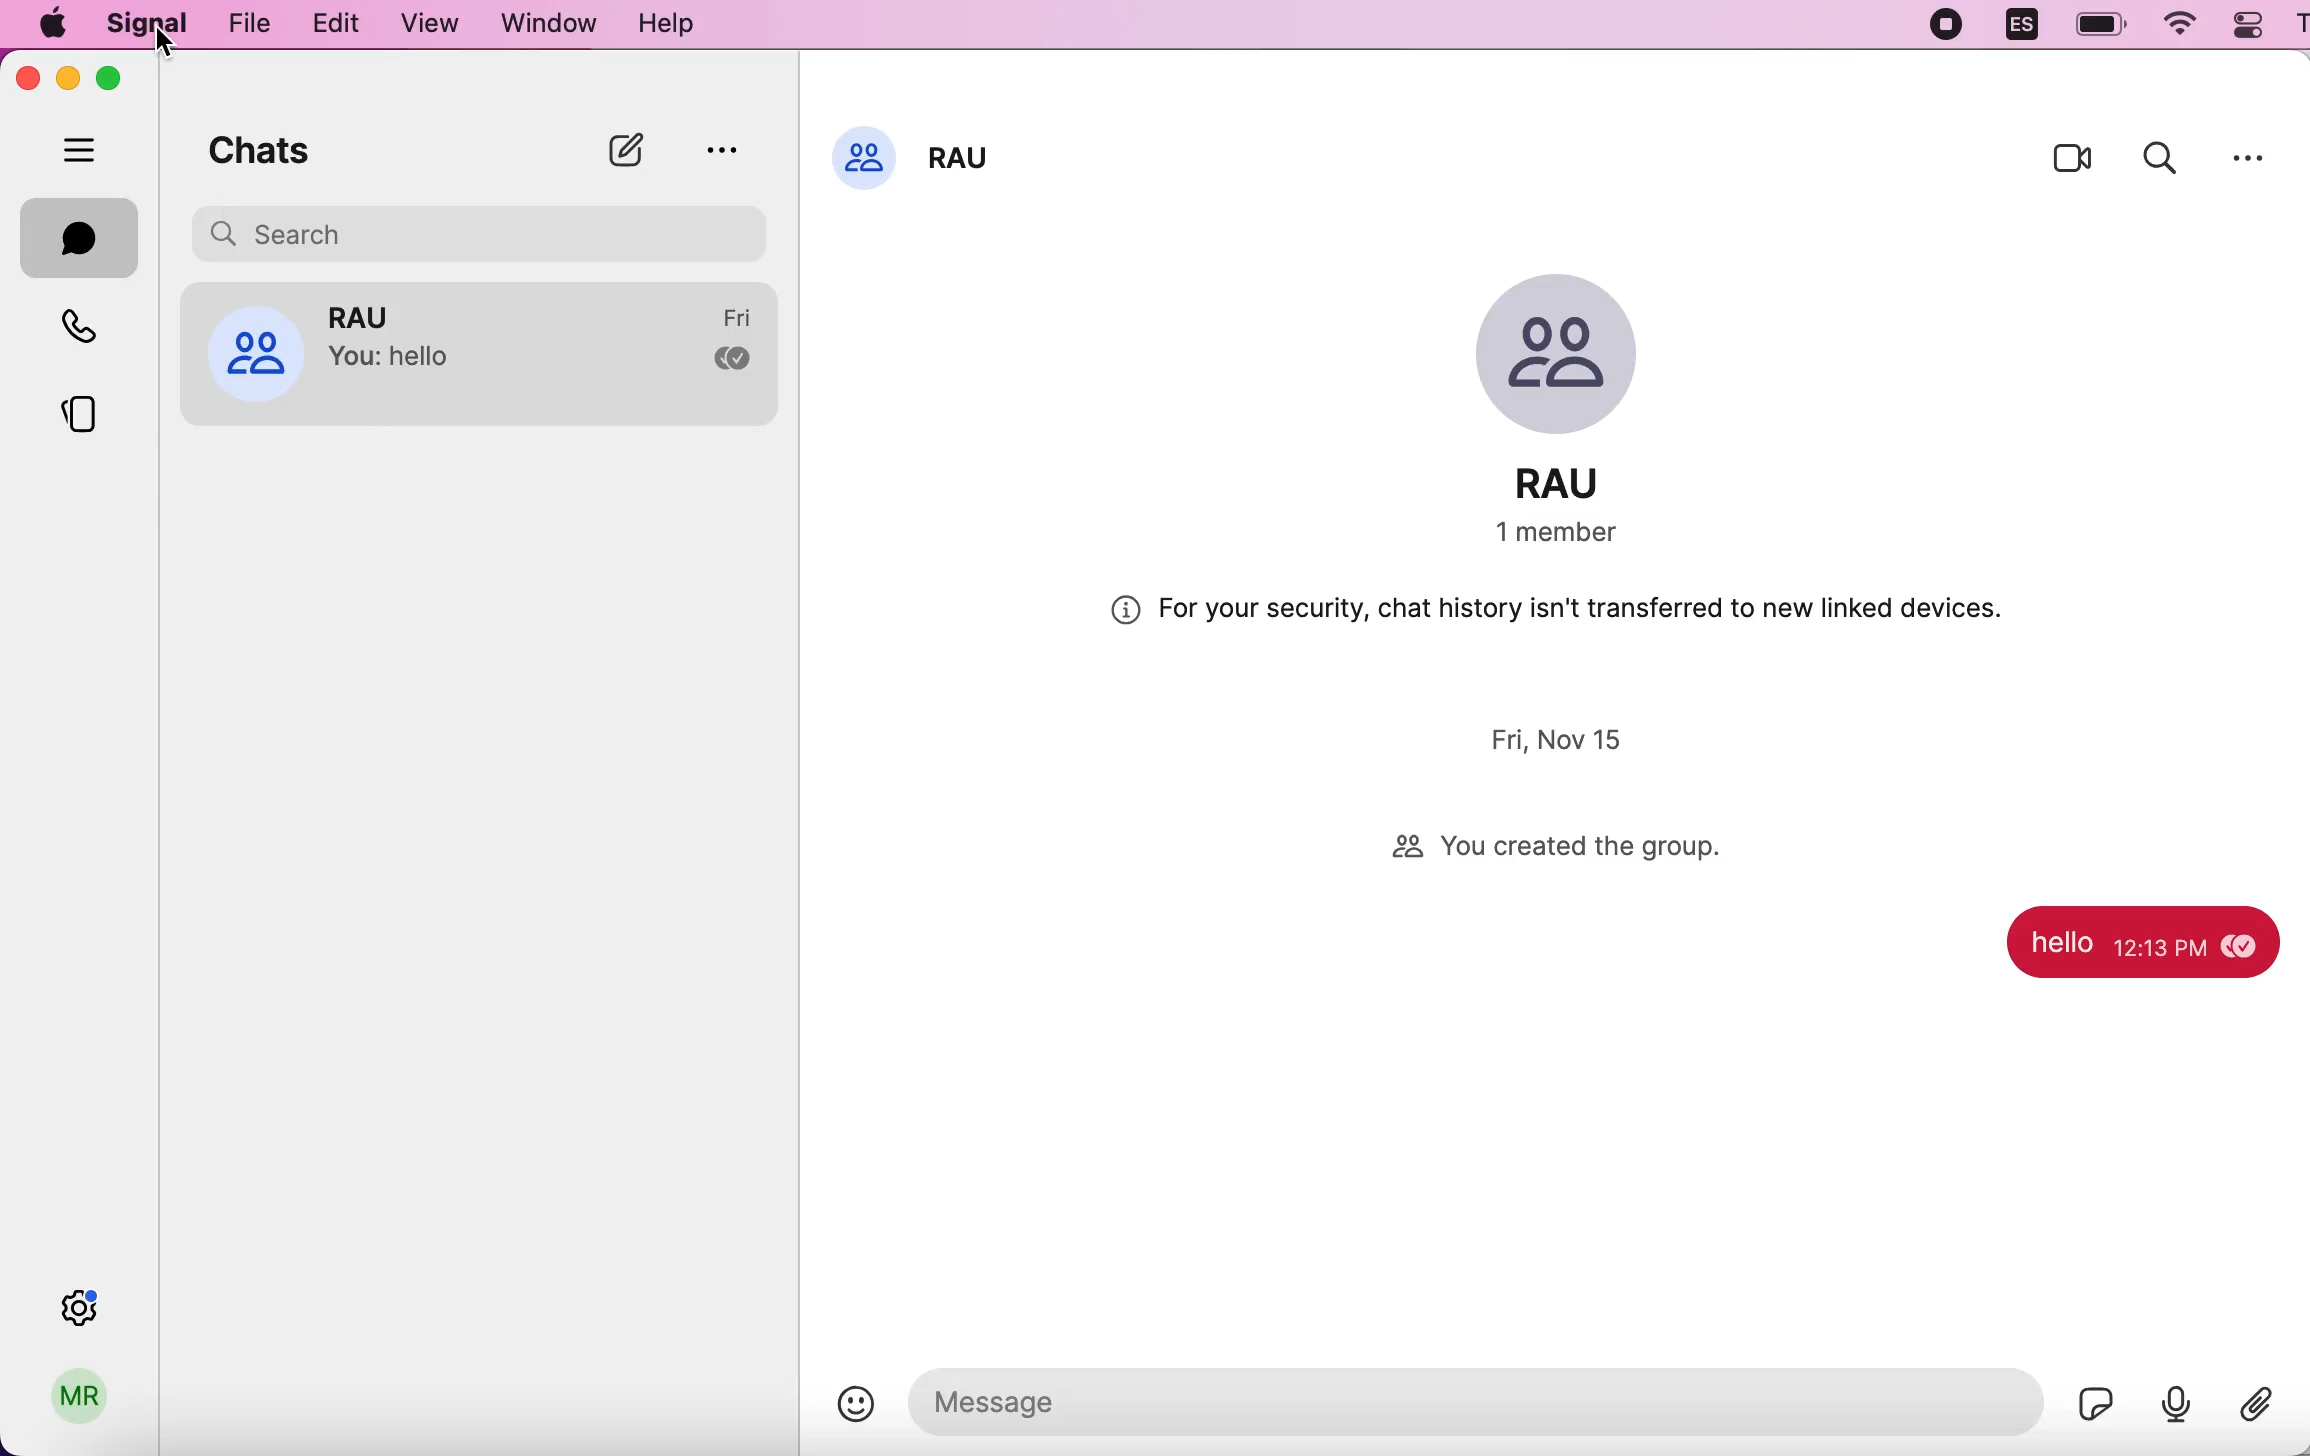 Signal File Edit View Window Help ES
Chats
Search
RAU Fri
You: hello
RAU
RAU
1 member
For your security, chat history isn't transferred to new linked devices.
Fri, Nov 15
You created the group.
hello 12:13 PM
MR
Message